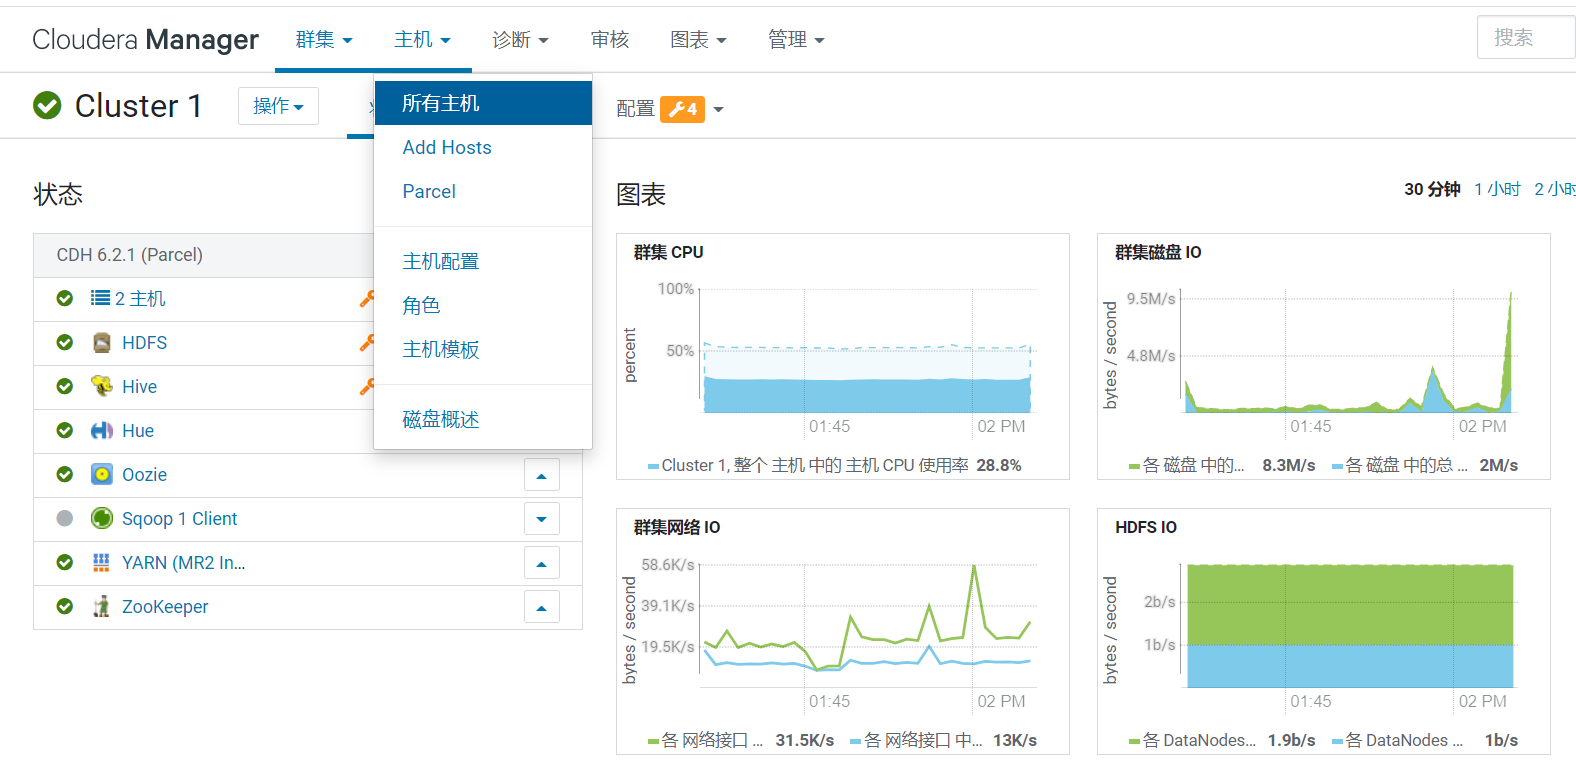 Cloudera Manager 群集 主机 诊断 审核 图表 管理 搜索
Cluster 1 操作 配置 4
所有主机
Add Hosts
Parcel
主机配置
角色
主机模板
磁盘概述
状态
CDH 6.2.1 (Parcel)
2 主机
HDFS
Hive
Hue
Oozie
Sqoop 1 Client
YARN (MR2 In...
ZooKeeper
图表
30 分钟 1 小时 2 小时
群集 CPU
percent
100%
50%
01:45 02 PM
Cluster 1, 整个 主机 中的 主机 CPU 使用率 28.8%
群集磁盘 IO
bytes / second
9.5M/s
4.8M/s
01:45 02 PM
各 磁盘 中的... 8.3M/s 各 磁盘 中的总 ... 2M/s
群集网络 IO
bytes / second
58.6K/s
39.1K/s
19.5K/s
01:45 02 PM
各 网络接口 ... 31.5K/s 各 网络接口 中... 13K/s
HDFS IO
bytes / second
2b/s
1b/s
01:45 02 PM
各 DataNodes... 1.9b/s 各 DataNodes ... 1b/s